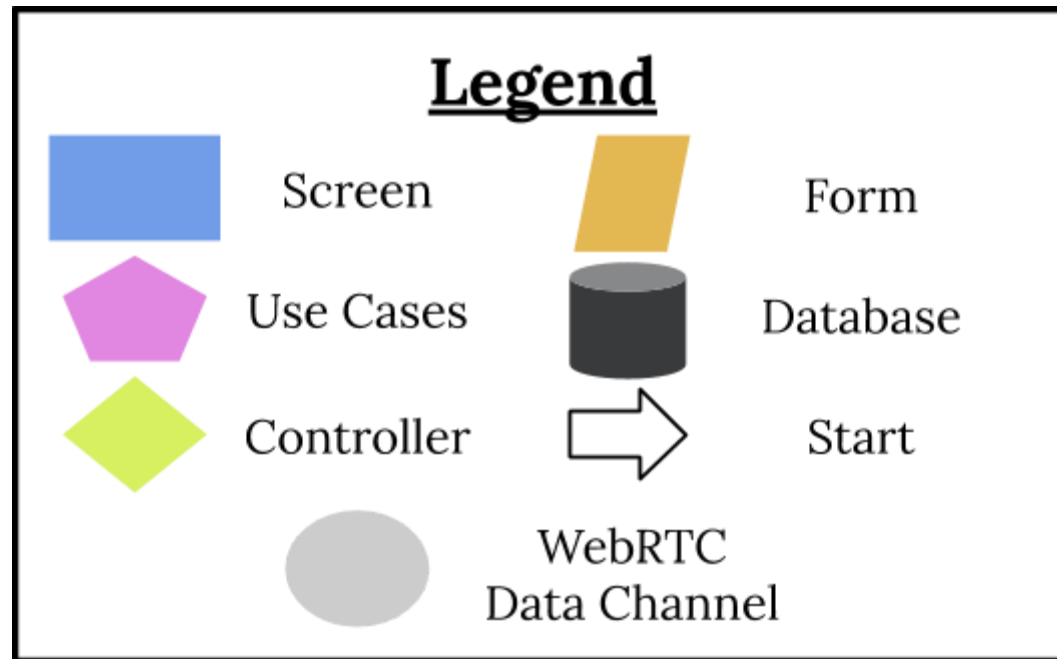 Legend
Screen
Form
Use Cases
Database
Controller
Start
WebRTC
Data Channel